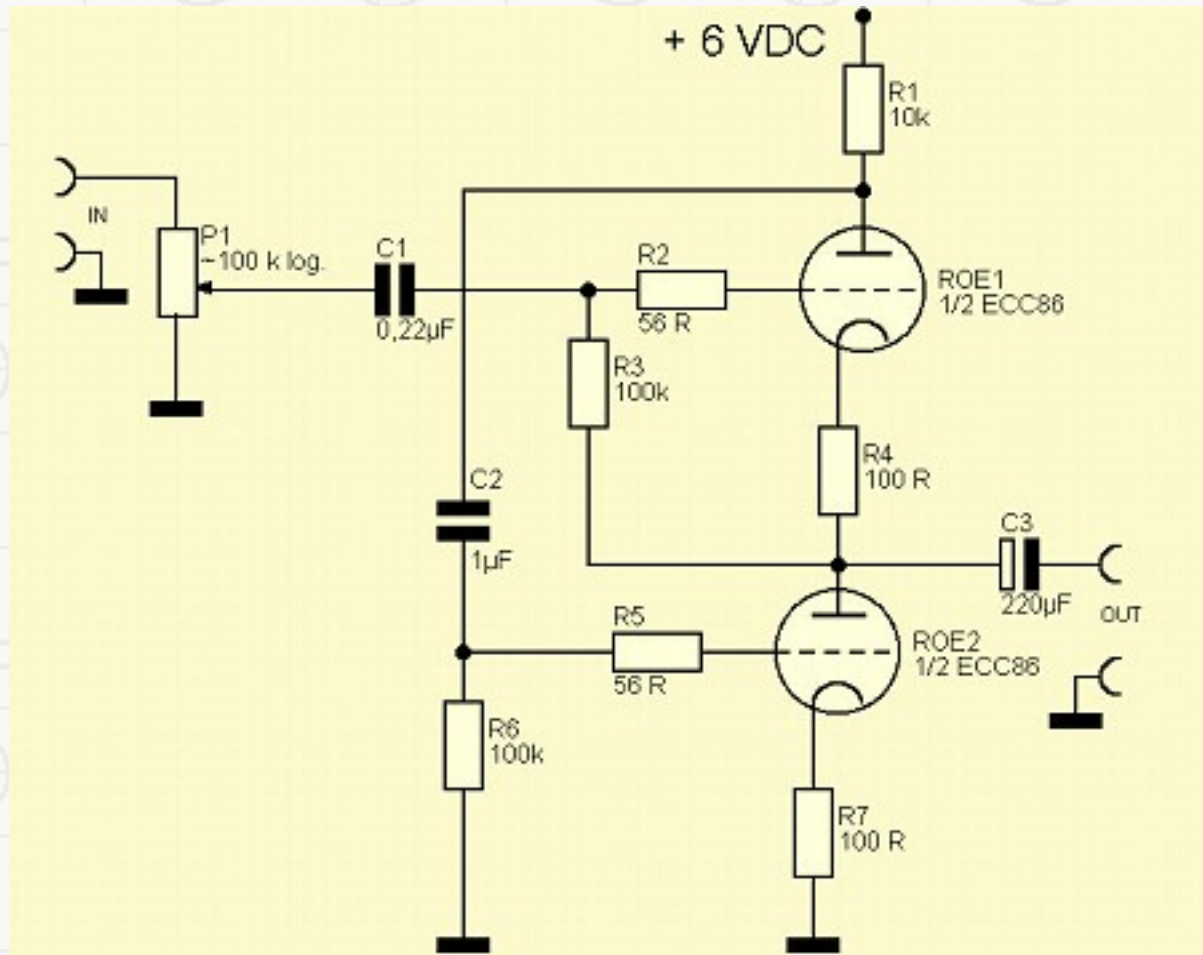 + 6 VDC
R1
10k
IN
P1
~100 k log.
C1
0,22µF
R2
56 R
ROE1
1/2 ECC86
R3
100k
R4
100 R
C2
1µF
C3
220µF
OUT
R5
56 R
ROE2
1/2 ECC86
R6
100k
R7
100 R